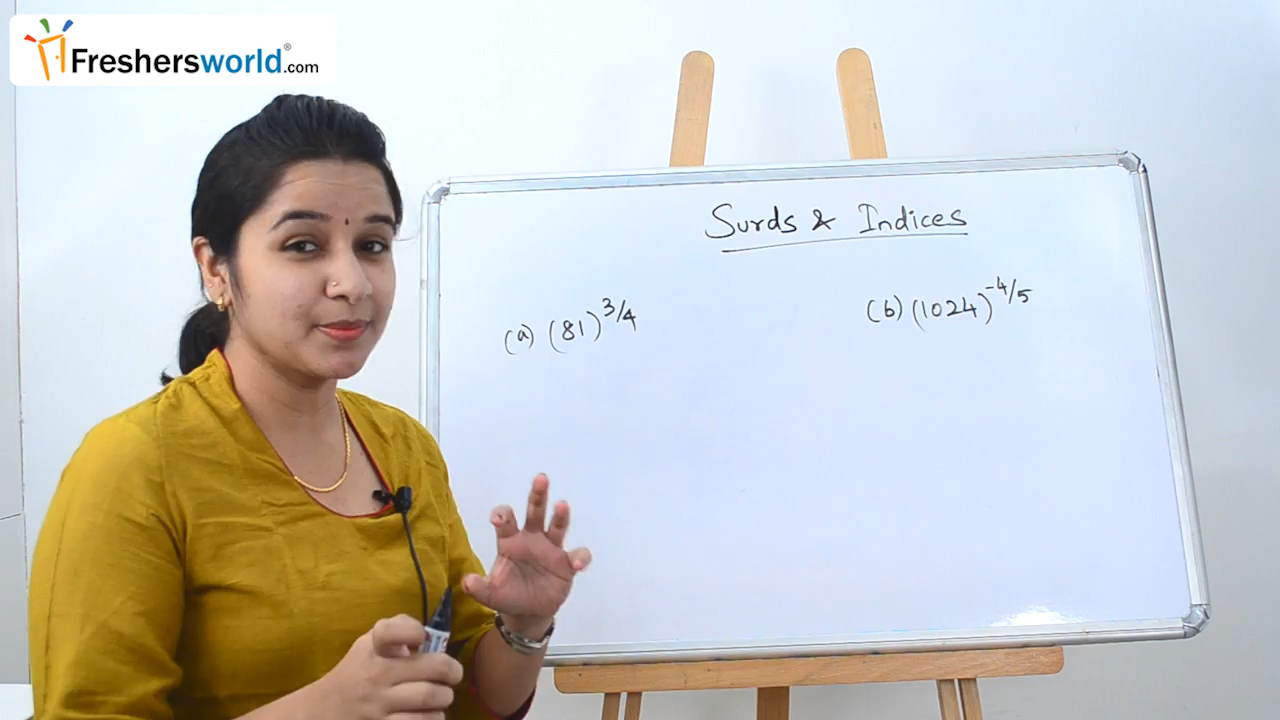 Freshersworld®.com
Surds & Indices
(a) (81)^3/4
(b) (1024)^-4/5